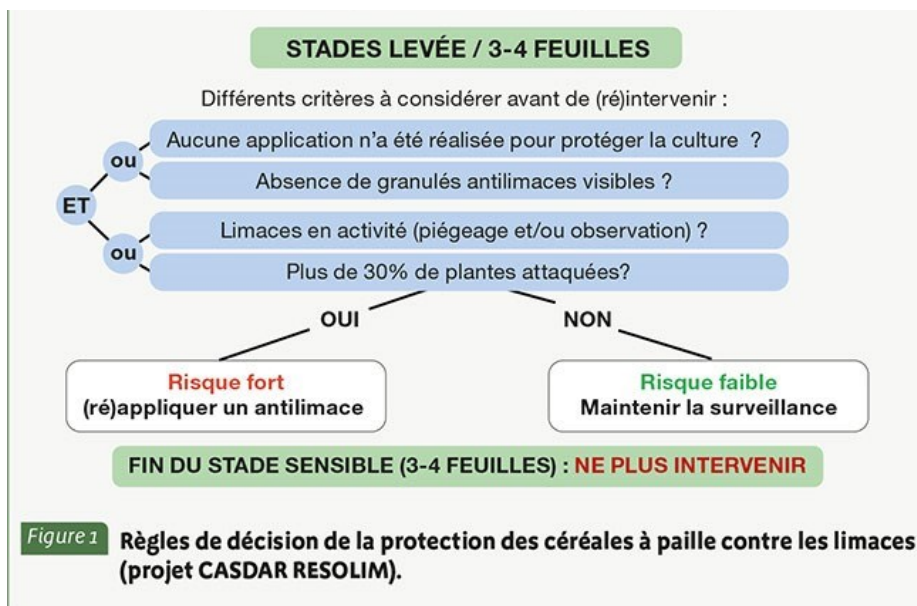 STADES LEVÉE / 3-4 FEUILLES
Différents critères à considérer avant de (ré)intervenir :
ou
Aucune application n'a été réalisée pour protéger la culture ?
Absence de granulés antilimaces visibles ?
ET
ou
Limaces en activité (piégeage et/ou observation) ?
Plus de 30% de plantes attaquées?
OUI
NON
Risque fort
(ré)appliquer un antilimace
Risque faible
Maintenir la surveillance
FIN DU STADE SENSIBLE (3-4 FEUILLES) : NE PLUS INTERVENIR
Figure 1 Règles de décision de la protection des céréales à paille contre les limaces
(projet CASDAR RESOLIM).